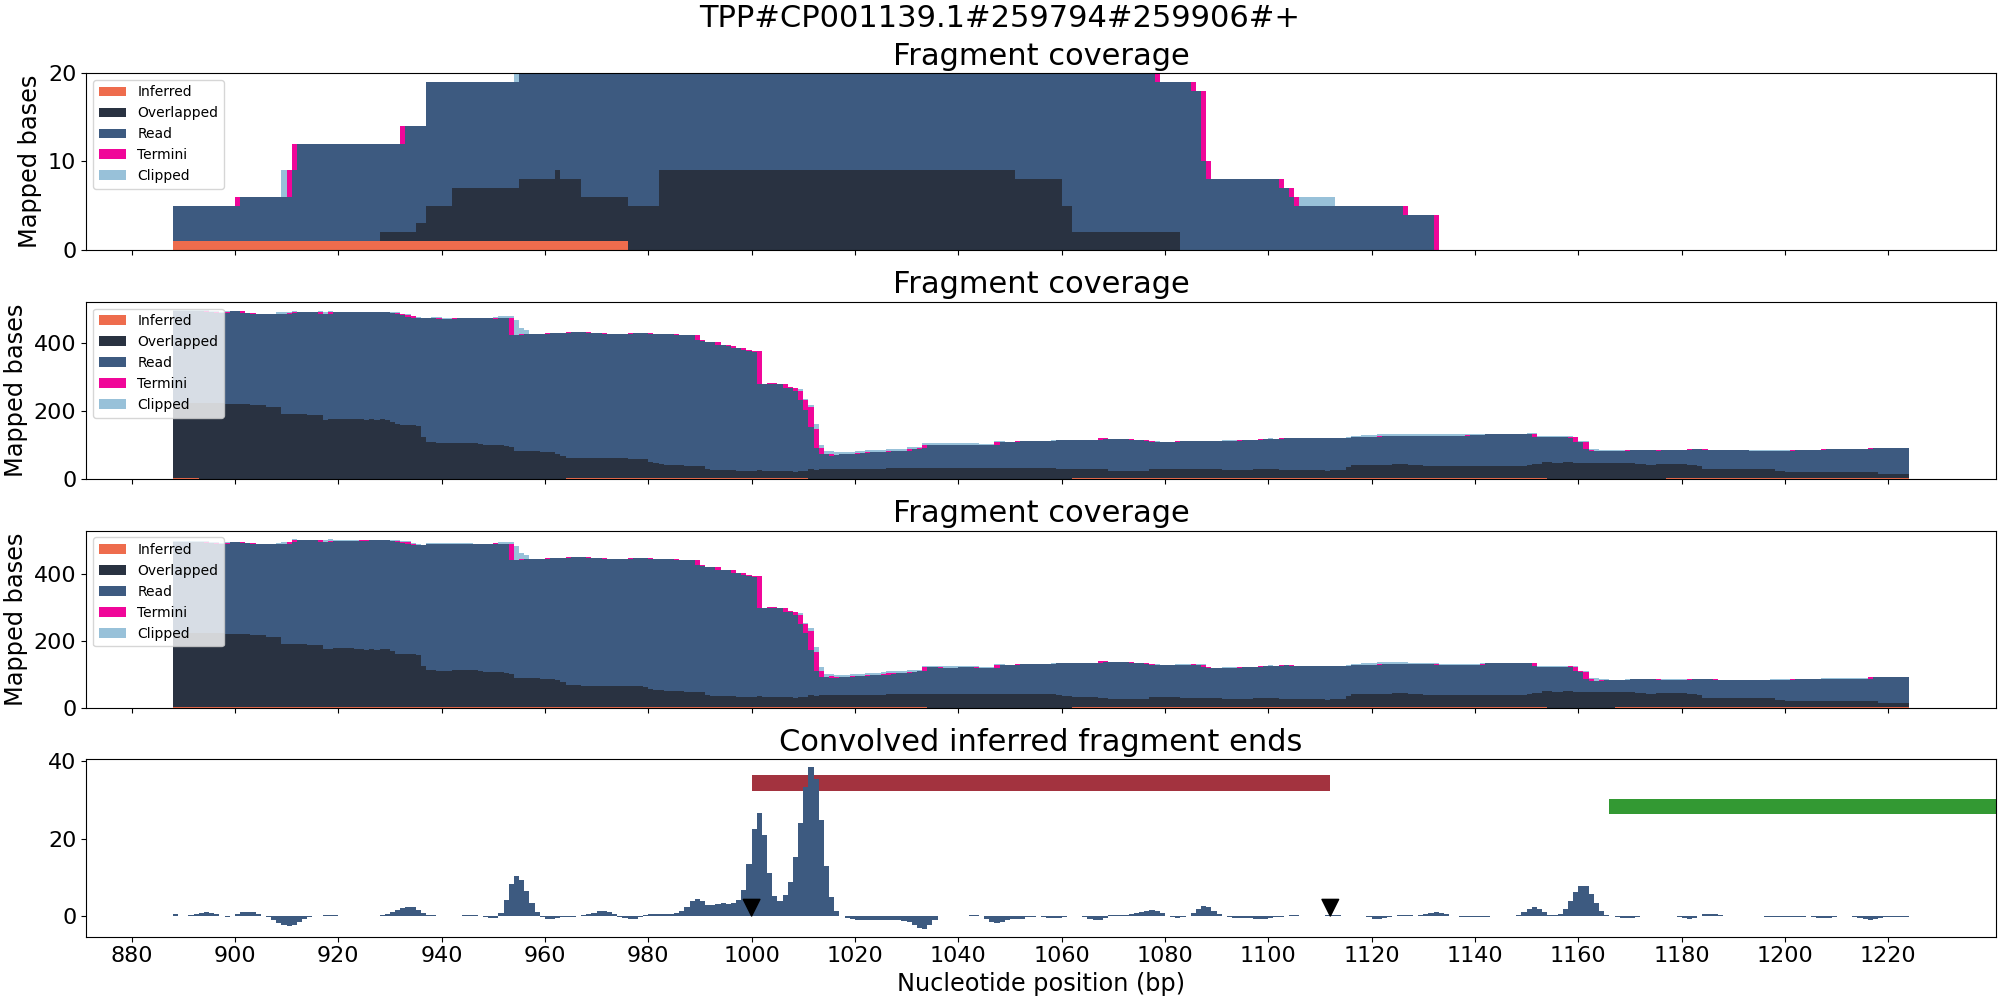 TPP#CP001139.1#259794#259906#+
Fragment coverage
Mapped bases
20
10
0
Inferred
Overlapped
Read
Termini
Clipped
Fragment coverage
Mapped bases
400
200
0
Inferred
Overlapped
Read
Termini
Clipped
Fragment coverage
Mapped bases
400
200
0
Inferred
Overlapped
Read
Termini
Clipped
Convolved inferred fragment ends
40
20
0
880 900 920 940 960 980 1000 1020 1040 1060 1080 1100 1120 1140 1160 1180 1200 1220
Nucleotide position (bp)